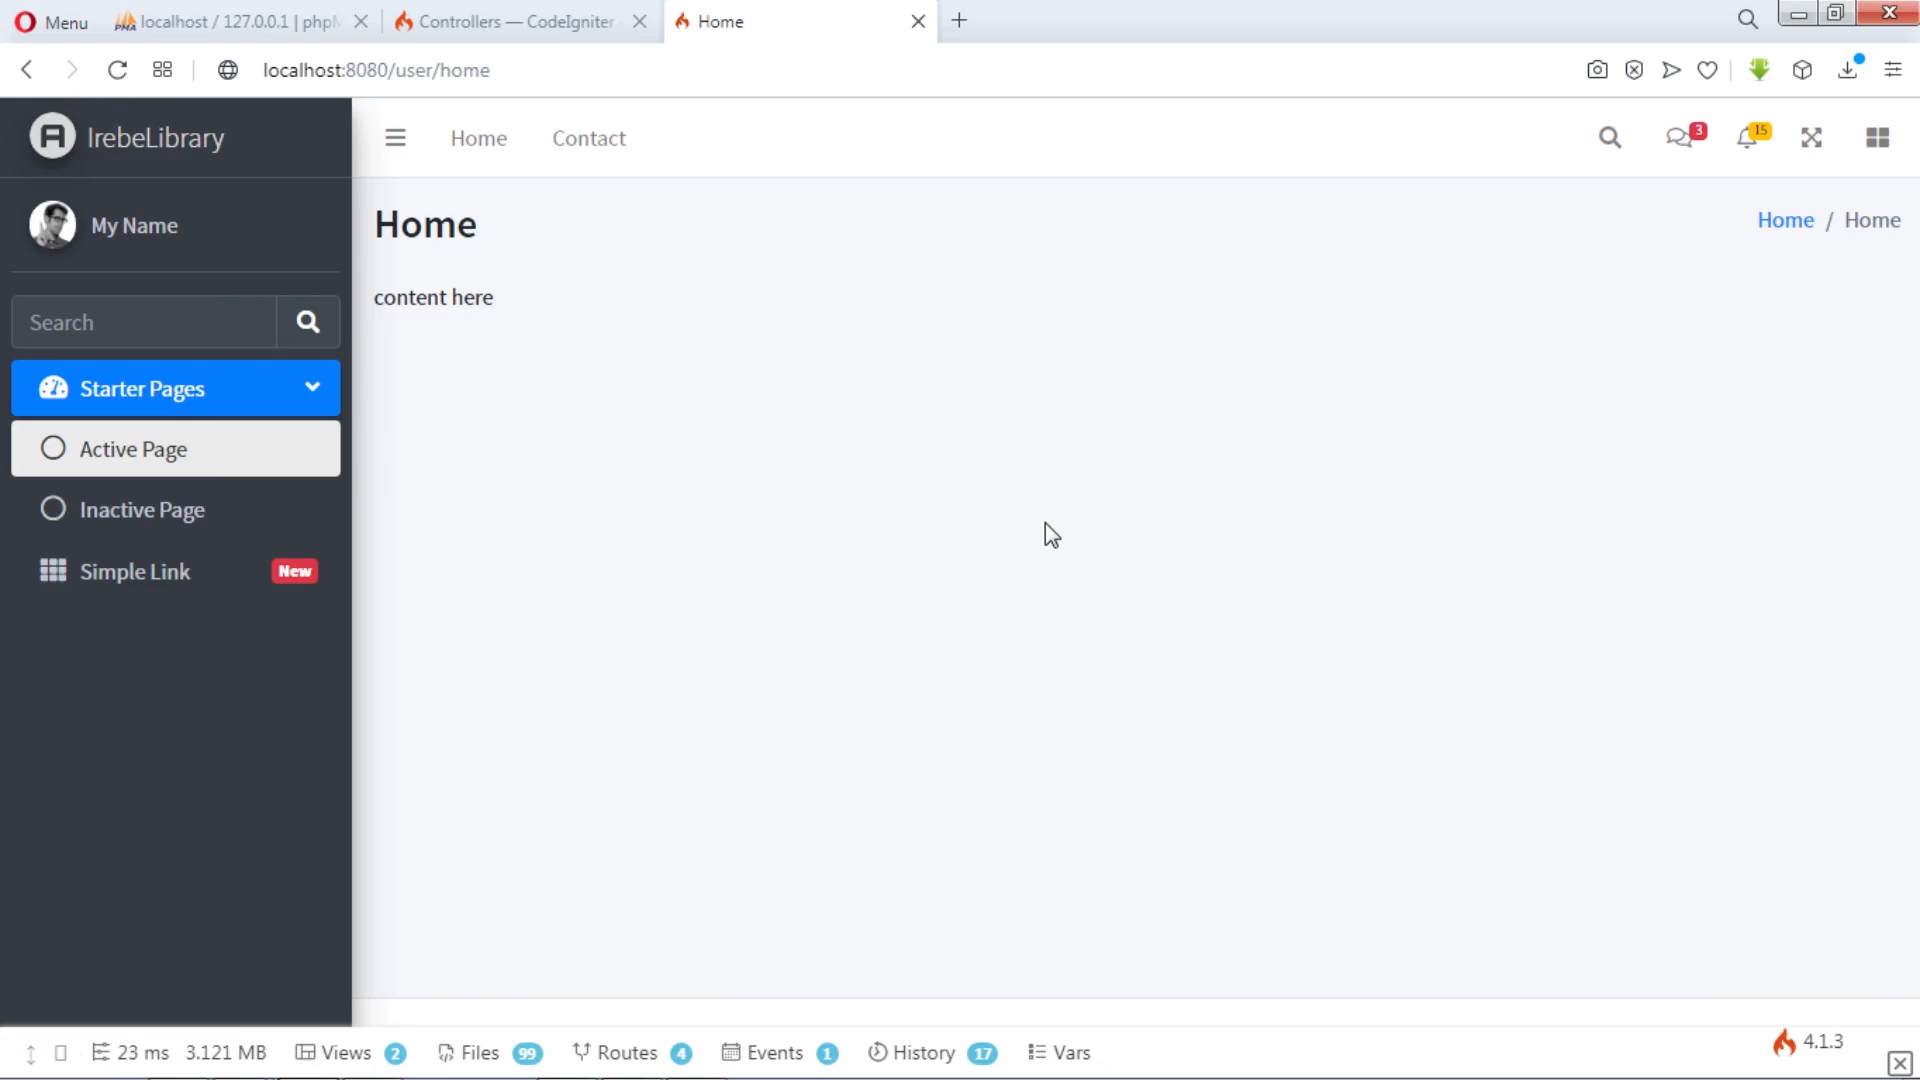 Menu
localhost / 127.0.0.1 | phpM
Controllers — CodeIgniter
Home
localhost:8080/user/home
IrebeLibrary
Home
Contact
3
15
My Name
Home
Home / Home
content here
Search
Starter Pages
Active Page
Inactive Page
Simple Link
New
23 ms 3.121 MB Views 2 Files 99 Routes 4 Events 1 History 17 Vars
4.1.3